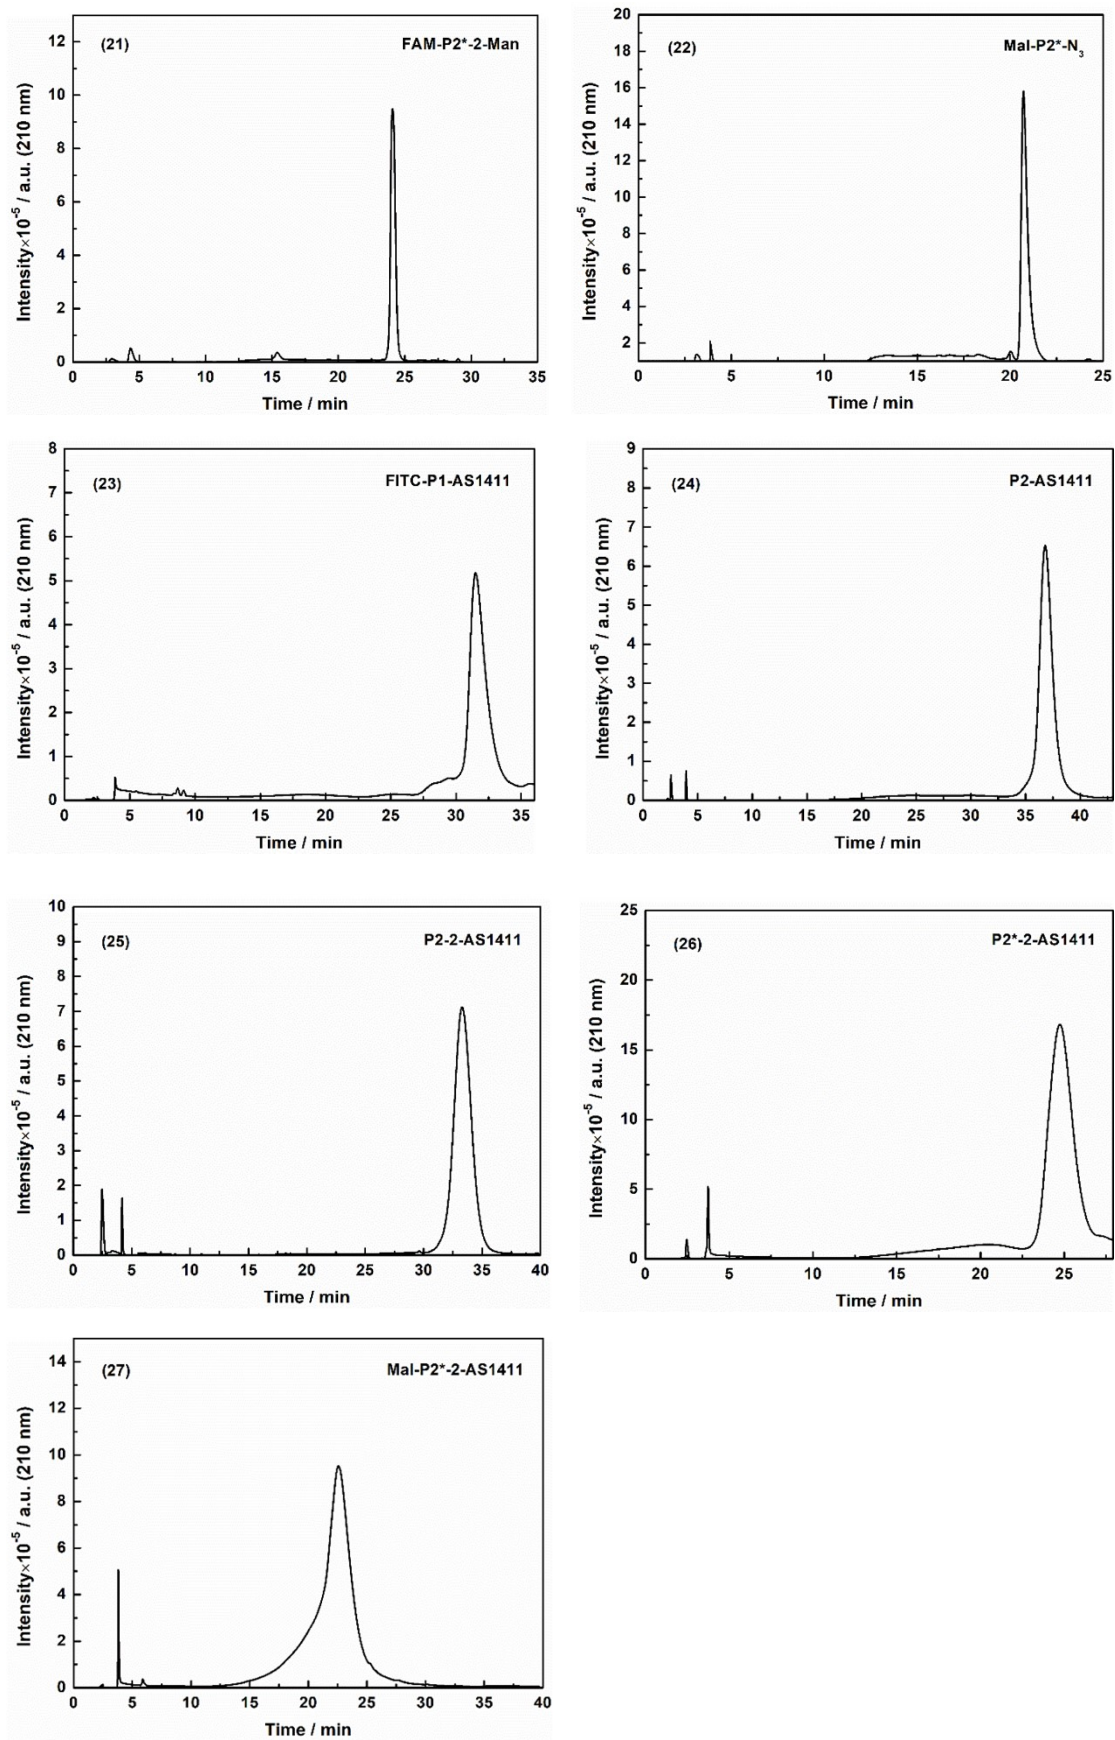 (21)
FAM-P2*-2-Man
Intensity×10⁻⁵ / a.u. (210 nm)
12
10
8
6
4
2
0
0 5 10 15 20 25 30 35
Time / min
(22)
Mal-P2*-N₃
Intensity×10⁻⁵ / a.u. (210 nm)
20
18
16
14
12
10
8
6
4
2
0 5 10 15 20 25
Time / min
(23)
FITC-P1-AS1411
Intensity×10⁻⁵ / a.u. (210 nm)
8
7
6
5
4
3
2
1
0
0 5 10 15 20 25 30 35
Time / min
(24)
P2-AS1411
Intensity×10⁻⁵ / a.u. (210 nm)
9
8
7
6
5
4
3
2
1
0
0 5 10 15 20 25 30 35 40
Time / min
(25)
P2-2-AS1411
Intensity×10⁻⁵ / a.u. (210 nm)
10
9
8
7
6
5
4
3
2
1
0
0 5 10 15 20 25 30 35 40
Time / min
(26)
P2*-2-AS1411
Intensity×10⁻⁵ / a.u. (210 nm)
25
20
15
10
5
0
0 5 10 15 20 25
Time / min
(27)
Mal-P2*-2-AS1411
Intensity×10⁻⁵ / a.u. (210 nm)
14
12
10
8
6
4
2
0
0 5 10 15 20 25 30 35 40
Time / min